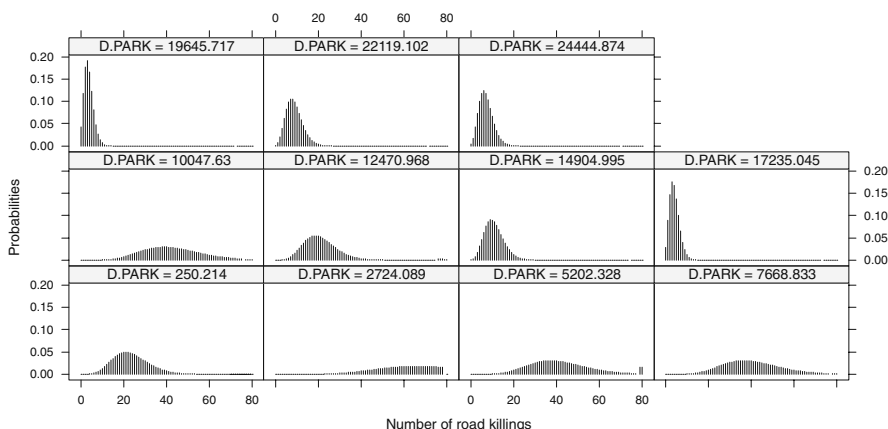 0 20 40 60 80
D.PARK = 19645.717 D.PARK = 22119.102 D.PARK = 24444.874
0.20
0.15
0.10
0.05
0.00
D.PARK = 10047.63 D.PARK = 12470.968 D.PARK = 14904.995 D.PARK = 17235.045
0.20
0.15
0.10
0.05
0.00
D.PARK = 250.214 D.PARK = 2724.089 D.PARK = 5202.328 D.PARK = 7668.833
0.20
0.15
0.10
0.05
0.00
0 20 40 60 80 0 20 40 60 80
Number of road killings
Probabilities